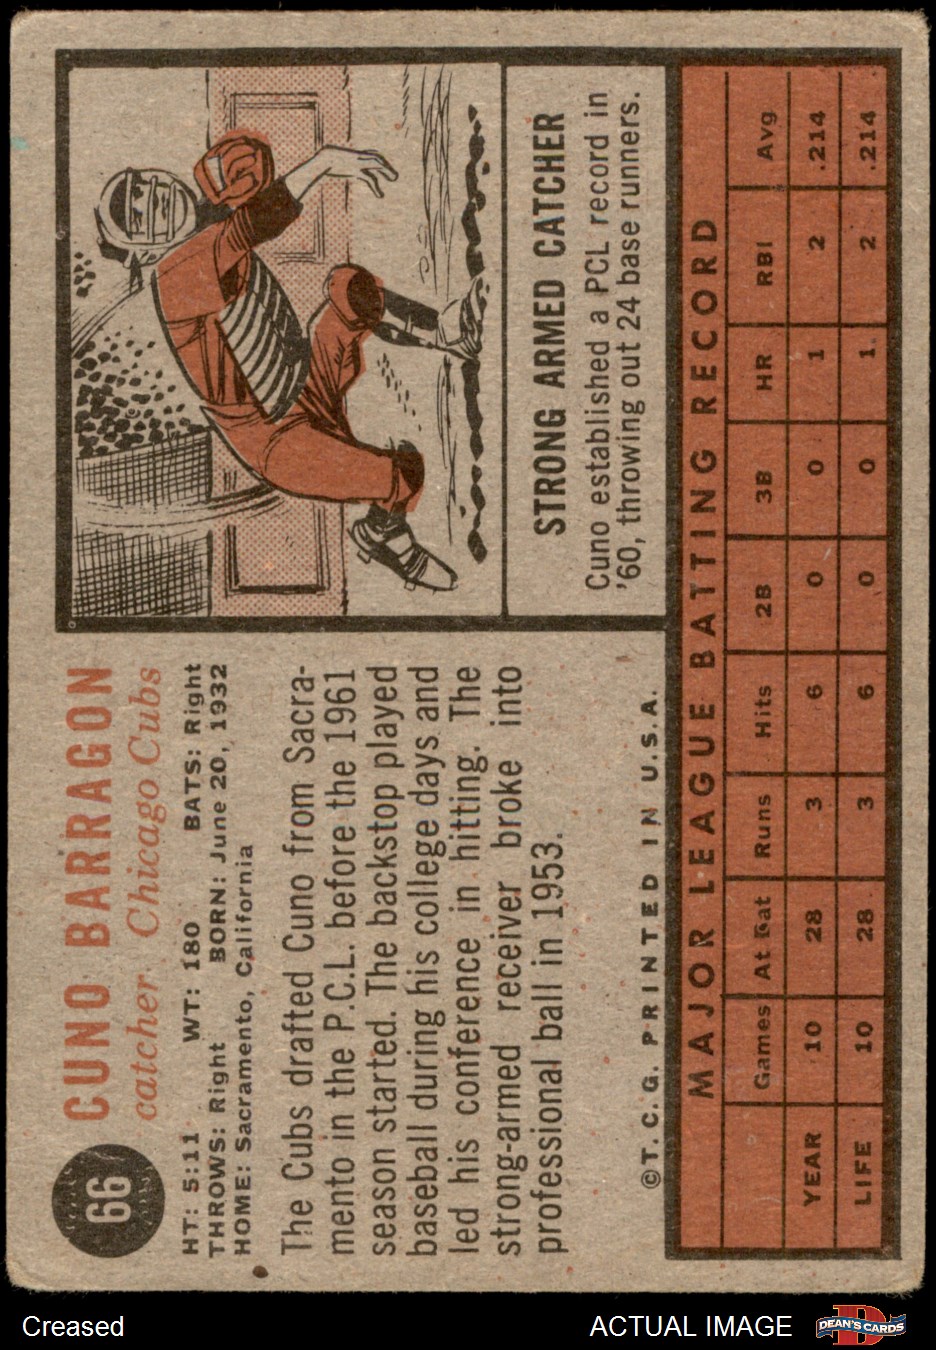 66
CUNO BARRAGON
catcher Chicago Cubs
HT: 5:11 WT: 180 BATS: Right
THROWS: Right BORN: June 20, 1932
HOME: Sacramento, California
The Cubs drafted Cuno from Sacra-
mento in the P.C.L. before the 1961
season started. The backstop played
baseball during his college days and
led his conference in hitting. The
strong-armed receiver broke into
professional ball in 1953.
©T. C. G. PRINTED IN U.S.A.
STRONG ARMED CATCHER
Cuno established a PCL record in
'60, throwing out 24 base runners.
MAJOR LEAGUE BATTING RECORD
Games At Bat Runs Hits 2B 3B HR RBI Avg
YEAR 10 28 3 6 0 0 1 2 .214
LIFE 10 28 3 6 0 0 1 2 .214
Creased
ACTUAL IMAGE
DEAN'S CARDS